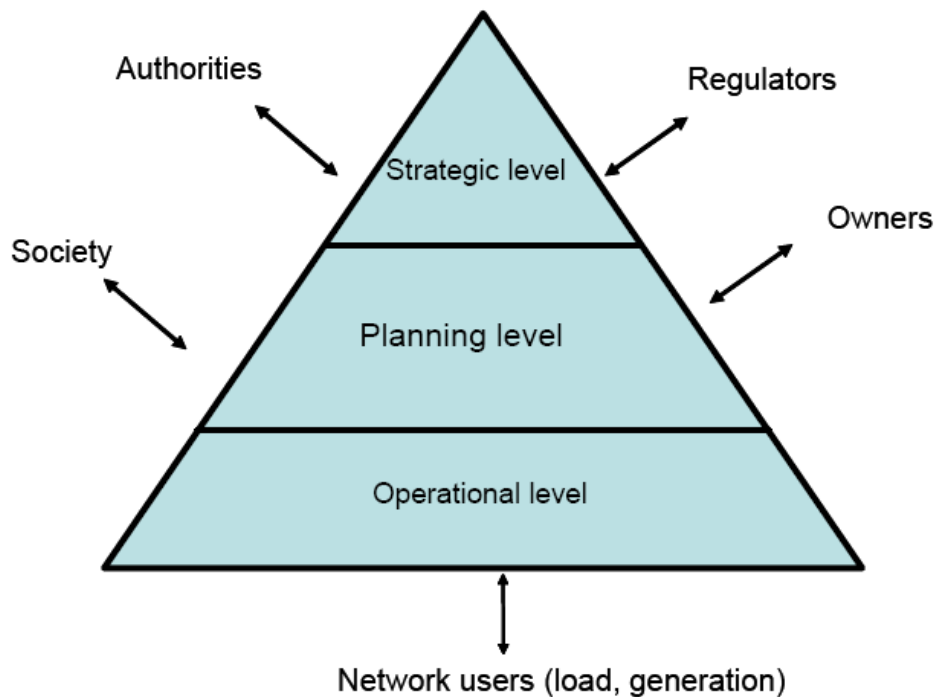 Authorities
Regulators
Strategic level
Owners
Society
Planning level
Operational level
Network users (load, generation)